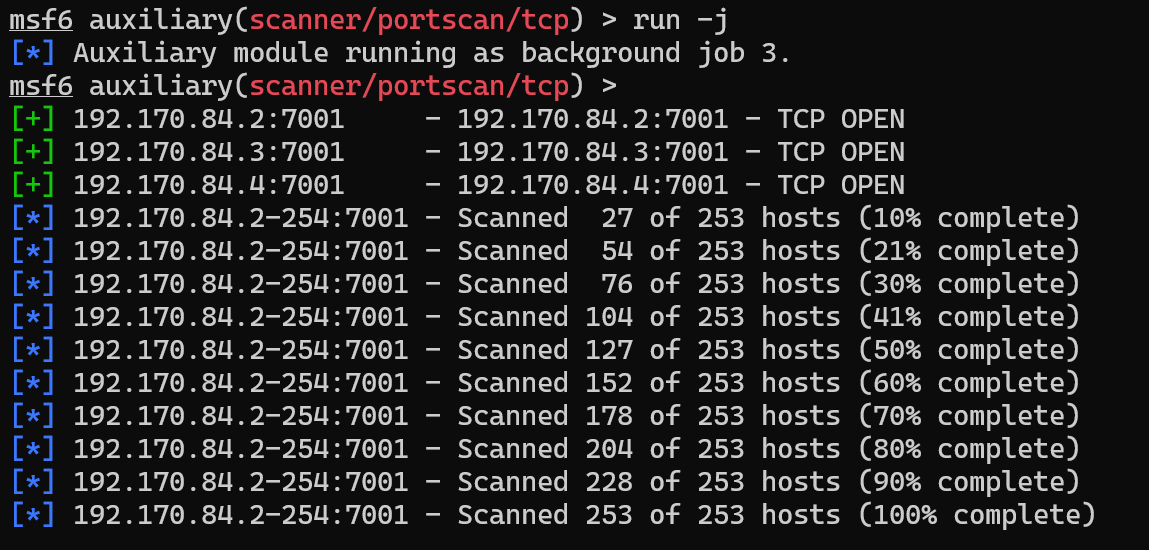 msf6 auxiliary(scanner/portscan/tcp) > run -j
[*] Auxiliary module running as background job 3.
msf6 auxiliary(scanner/portscan/tcp) >
[+] 192.170.84.2:7001     - 192.170.84.2:7001 - TCP OPEN
[+] 192.170.84.3:7001     - 192.170.84.3:7001 - TCP OPEN
[+] 192.170.84.4:7001     - 192.170.84.4:7001 - TCP OPEN
[*] 192.170.84.2-254:7001 - Scanned  27 of 253 hosts (10% complete)
[*] 192.170.84.2-254:7001 - Scanned  54 of 253 hosts (21% complete)
[*] 192.170.84.2-254:7001 - Scanned  76 of 253 hosts (30% complete)
[*] 192.170.84.2-254:7001 - Scanned 104 of 253 hosts (41% complete)
[*] 192.170.84.2-254:7001 - Scanned 127 of 253 hosts (50% complete)
[*] 192.170.84.2-254:7001 - Scanned 152 of 253 hosts (60% complete)
[*] 192.170.84.2-254:7001 - Scanned 178 of 253 hosts (70% complete)
[*] 192.170.84.2-254:7001 - Scanned 204 of 253 hosts (80% complete)
[*] 192.170.84.2-254:7001 - Scanned 228 of 253 hosts (90% complete)
[*] 192.170.84.2-254:7001 - Scanned 253 of 253 hosts (100% complete)